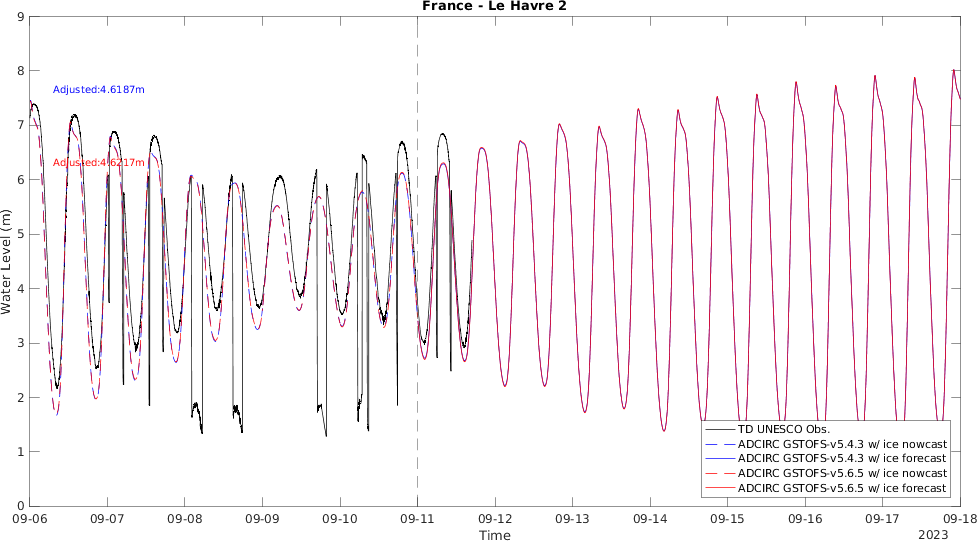 France - Le Havre 2
9
8
7
6
5
4
3
2
1
0
Water Level (m)
Adjusted:4.6187m
Adjusted:4.6217m
TD UNESCO Obs.
ADCIRC GSTOFS-v5.4.3 w/ ice nowcast
ADCIRC GSTOFS-v5.4.3 w/ ice forecast
ADCIRC GSTOFS-v5.6.5 w/ ice nowcast
ADCIRC GSTOFS-v5.6.5 w/ ice forecast
09-06 09-07 09-08 09-09 09-10 09-11 09-12 09-13 09-14 09-15 09-16 09-17 09-18
Time
2023